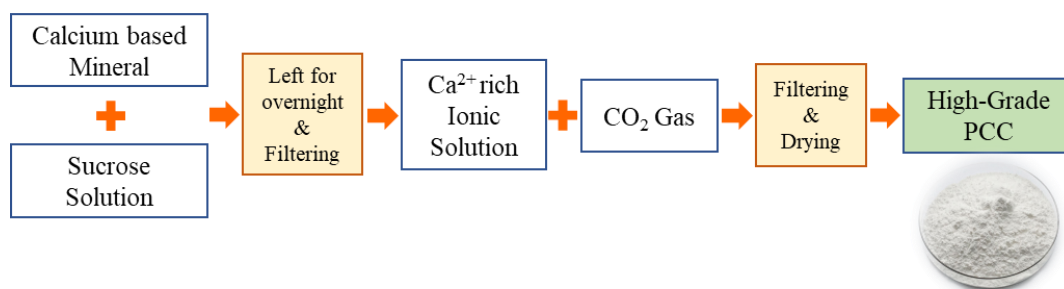 Calcium based
Mineral
Sucrose
Solution
Left for
overnight
&
Filtering
Ca²⁺ rich
Ionic
Solution
CO₂ Gas
Filtering
&
Drying
High-Grade
PCC